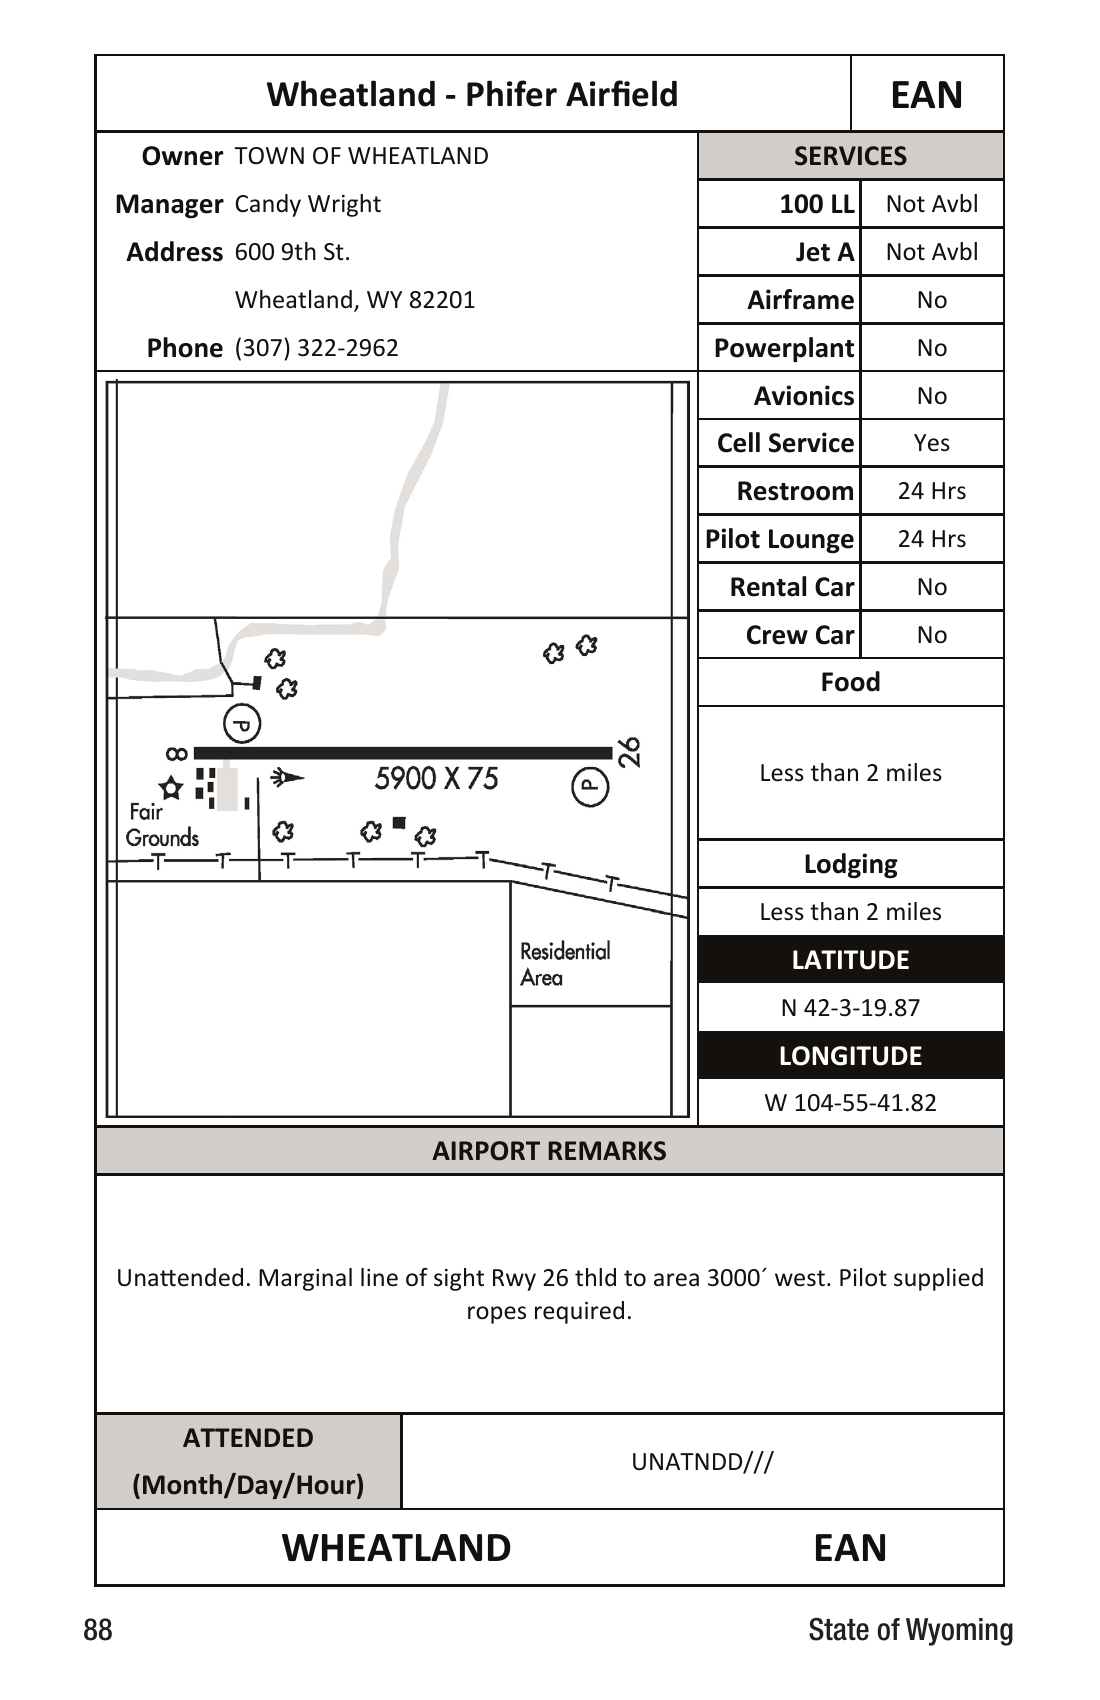 Wheatland - Phifer Airfield
EAN
Owner TOWN OF WHEATLAND
Manager Candy Wright
Address 600 9th St.
Wheatland, WY 82201
Phone (307) 322-2962
SERVICES
100 LL Not Avbl
Jet A Not Avbl
Airframe No
Powerplant No
Avionics No
Cell Service Yes
Restroom 24 Hrs
Pilot Lounge 24 Hrs
Rental Car No
Crew Car No
Food
Less than 2 miles
Lodging
Less than 2 miles
LATITUDE
N 42-3-19.87
LONGITUDE
W 104-55-41.82
P
8
26
5900 X 75
P
Fair
Grounds
T T T T T T T T
Residential
Area
AIRPORT REMARKS
Unattended. Marginal line of sight Rwy 26 thld to area 3000´ west. Pilot supplied
ropes required.
ATTENDED
(Month/Day/Hour)
UNATNDD///
WHEATLAND EAN
88 State of Wyoming